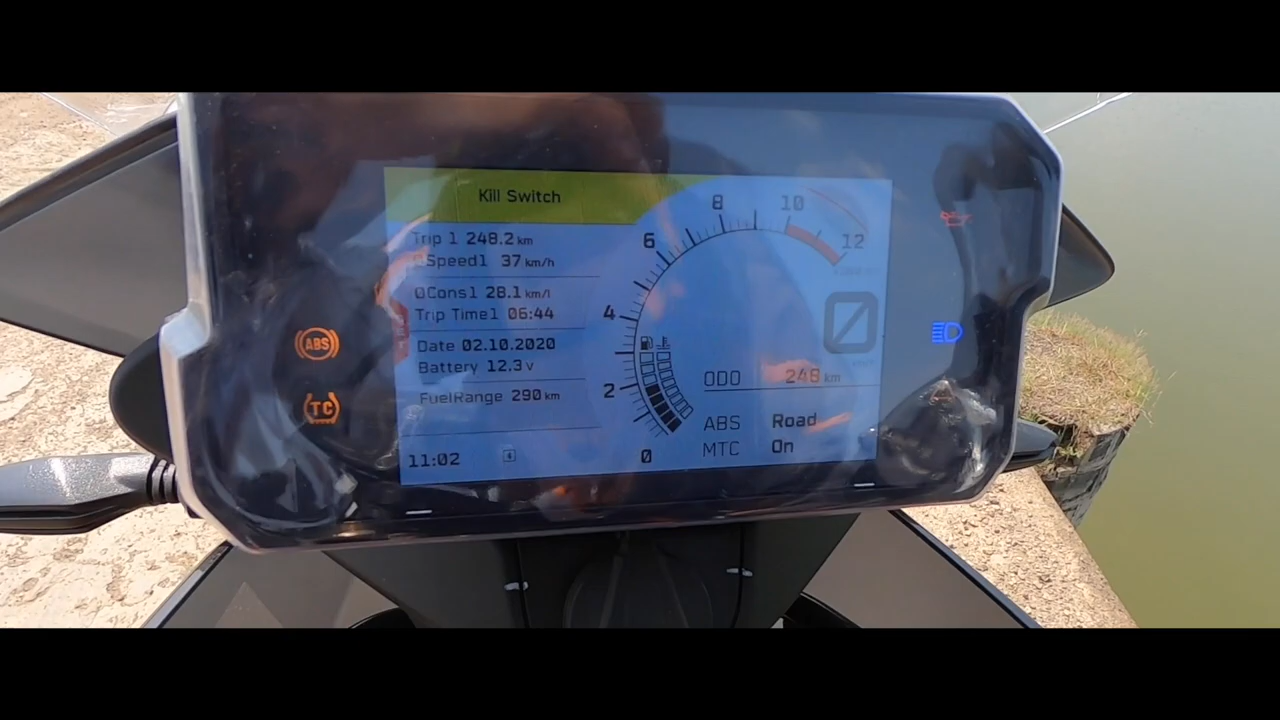 Kill Switch
Trip 1 248.2 km
ØSpeed1 37 km/h
ØCons1 28.1 km/l
Trip Time1 06:44
Date 02.10.2020
Battery 12.3 V
FuelRange 290 km
11:02
0
2
4
6
8
10
12
ODO 248 km
ABS Road
MTC On
ABS
TC